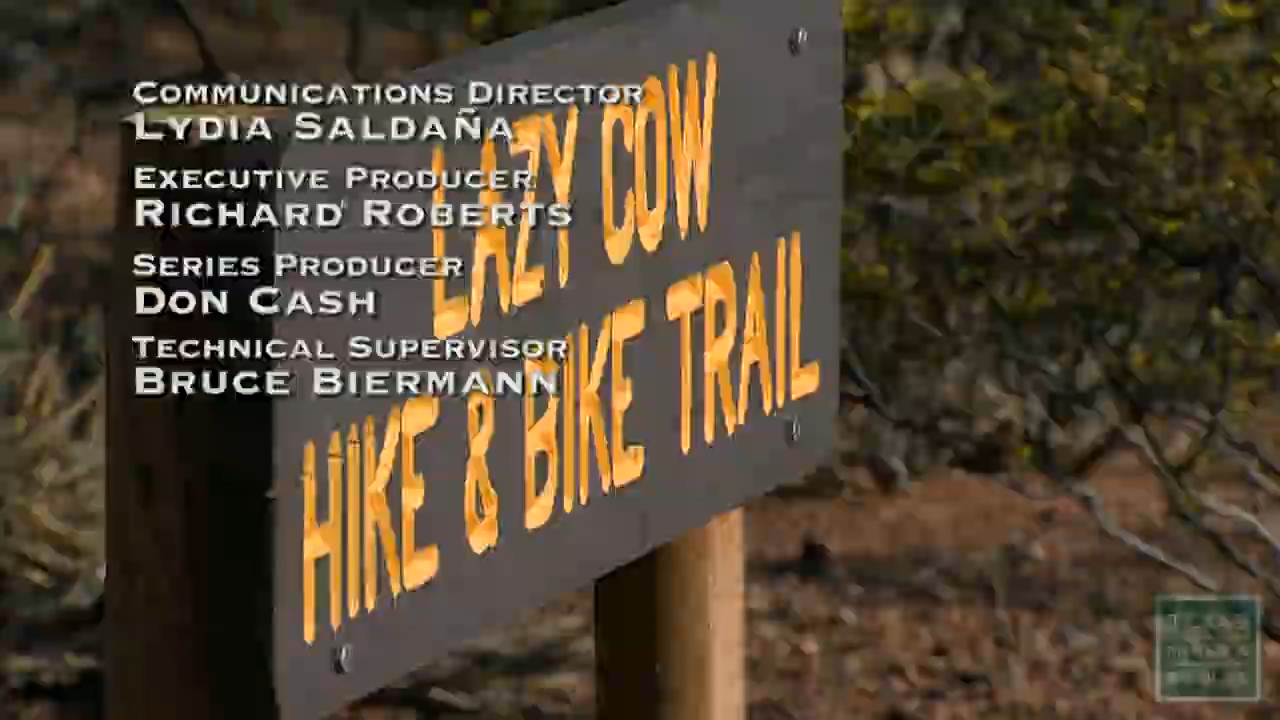 COMMUNICATIONS DIRECTOR
LYDIA SALDAÑA
EXECUTIVE PRODUCER
RICHARD ROBERTS
SERIES PRODUCER
DON CASH
TECHNICAL SUPERVISOR
BRUCE BIERMANN
LAZY COW
HIKE & BIKE TRAIL
TEXAS